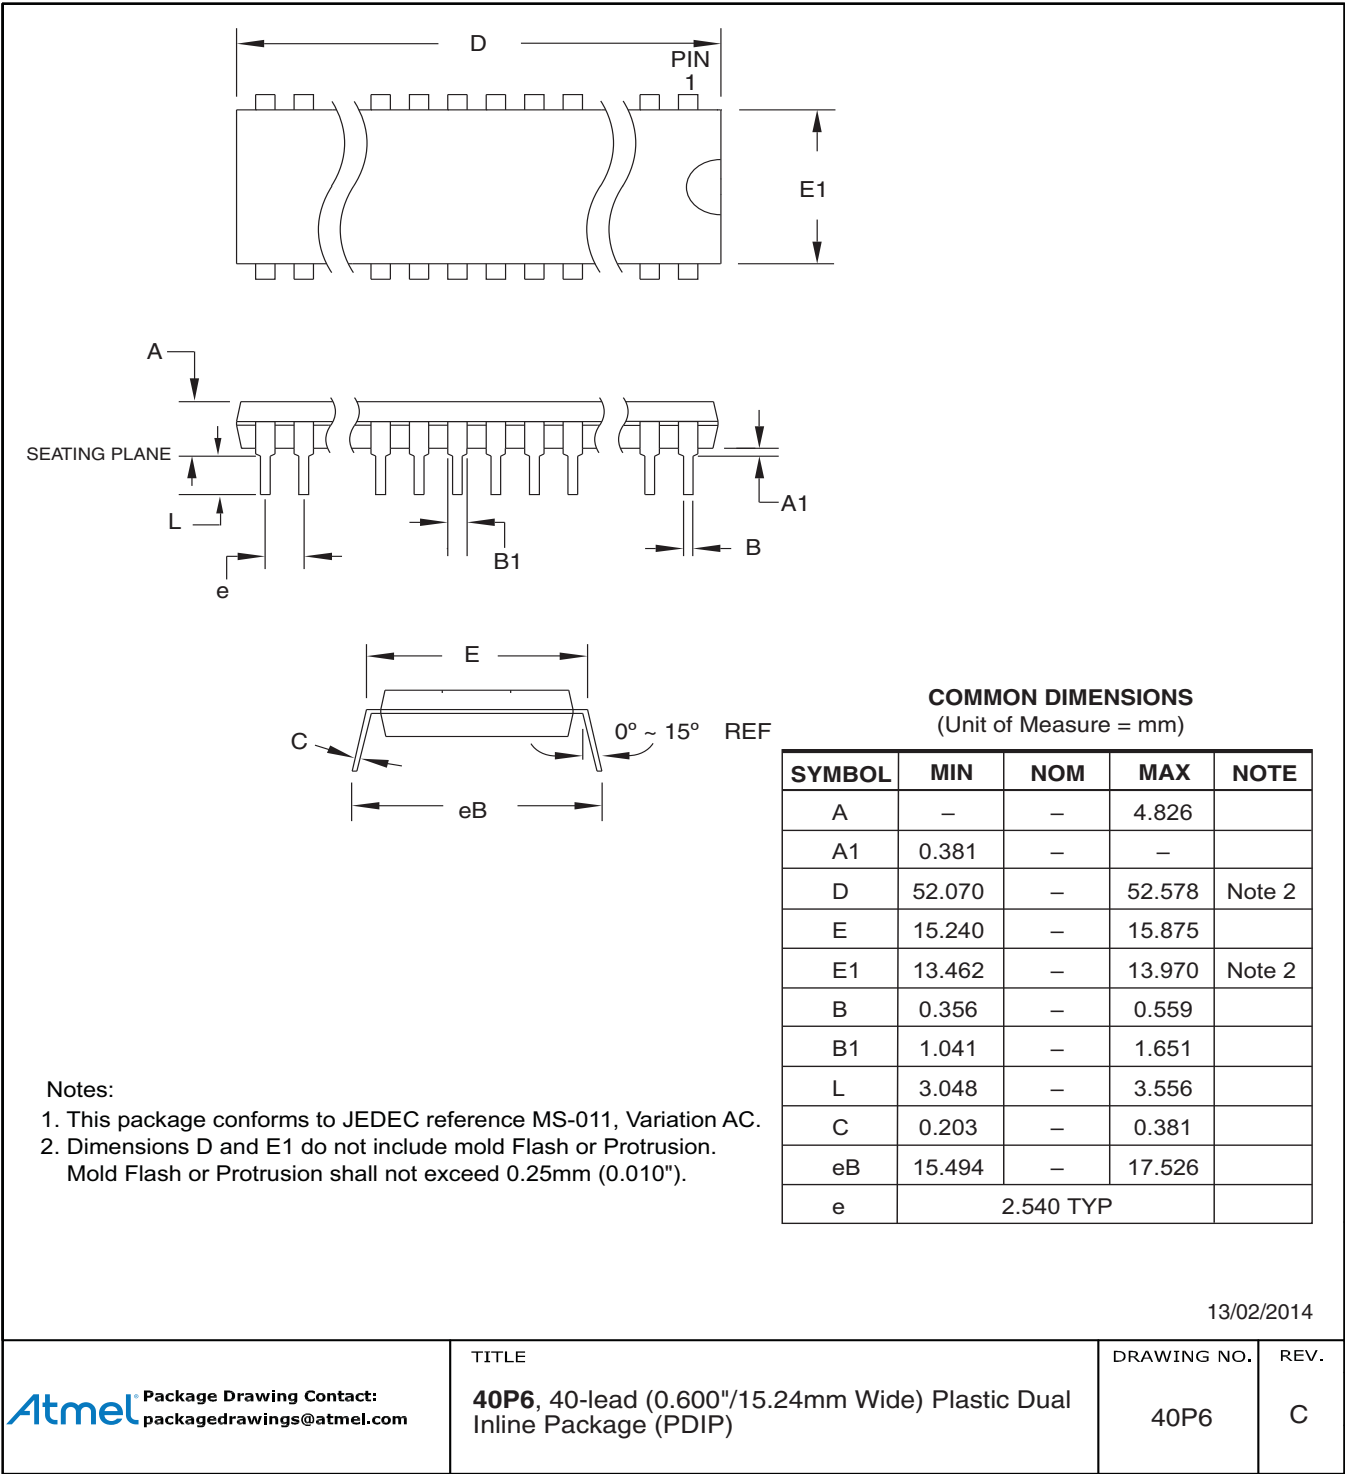 D
PIN
1
E1
A
SEATING PLANE
L
e
B1
A1
B
E
C
0º ~ 15º REF
eB
COMMON DIMENSIONS
(Unit of Measure = mm)
SYMBOL MIN NOM MAX NOTE
A – – 4.826
A1 0.381 – –
D 52.070 – 52.578 Note 2
E 15.240 – 15.875
E1 13.462 – 13.970 Note 2
B 0.356 – 0.559
B1 1.041 – 1.651
L 3.048 – 3.556
C 0.203 – 0.381
eB 15.494 – 17.526
e 2.540 TYP
Notes:
1. This package conforms to JEDEC reference MS-011, Variation AC.
2. Dimensions D and E1 do not include mold Flash or Protrusion.
Mold Flash or Protrusion shall not exceed 0.25mm (0.010").
13/02/2014
Atmel
Package Drawing Contact:
packagedrawings@atmel.com
TITLE
40P6, 40-lead (0.600"/15.24mm Wide) Plastic Dual
Inline Package (PDIP)
DRAWING NO.
40P6
REV.
C